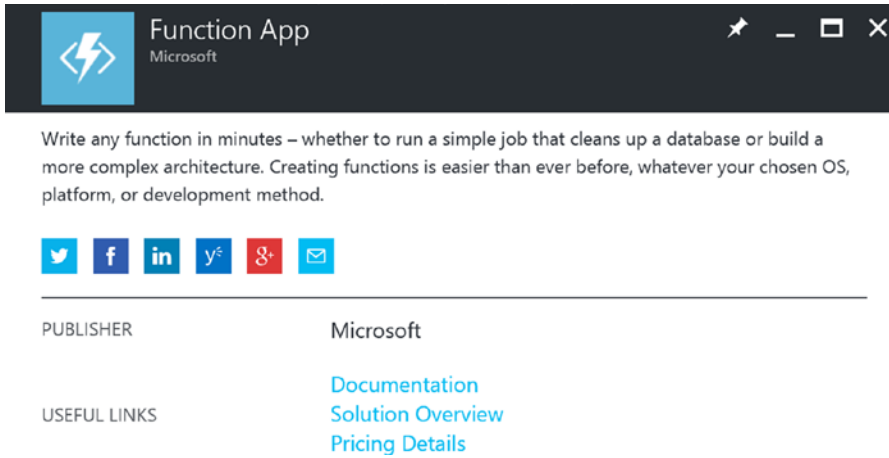 Function App
Microsoft
Write any function in minutes – whether to run a simple job that cleans up a database or build a
more complex architecture. Creating functions is easier than ever before, whatever your chosen OS,
platform, or development method.
f in y 8+
PUBLISHER Microsoft
Documentation
USEFUL LINKS Solution Overview
Pricing Details